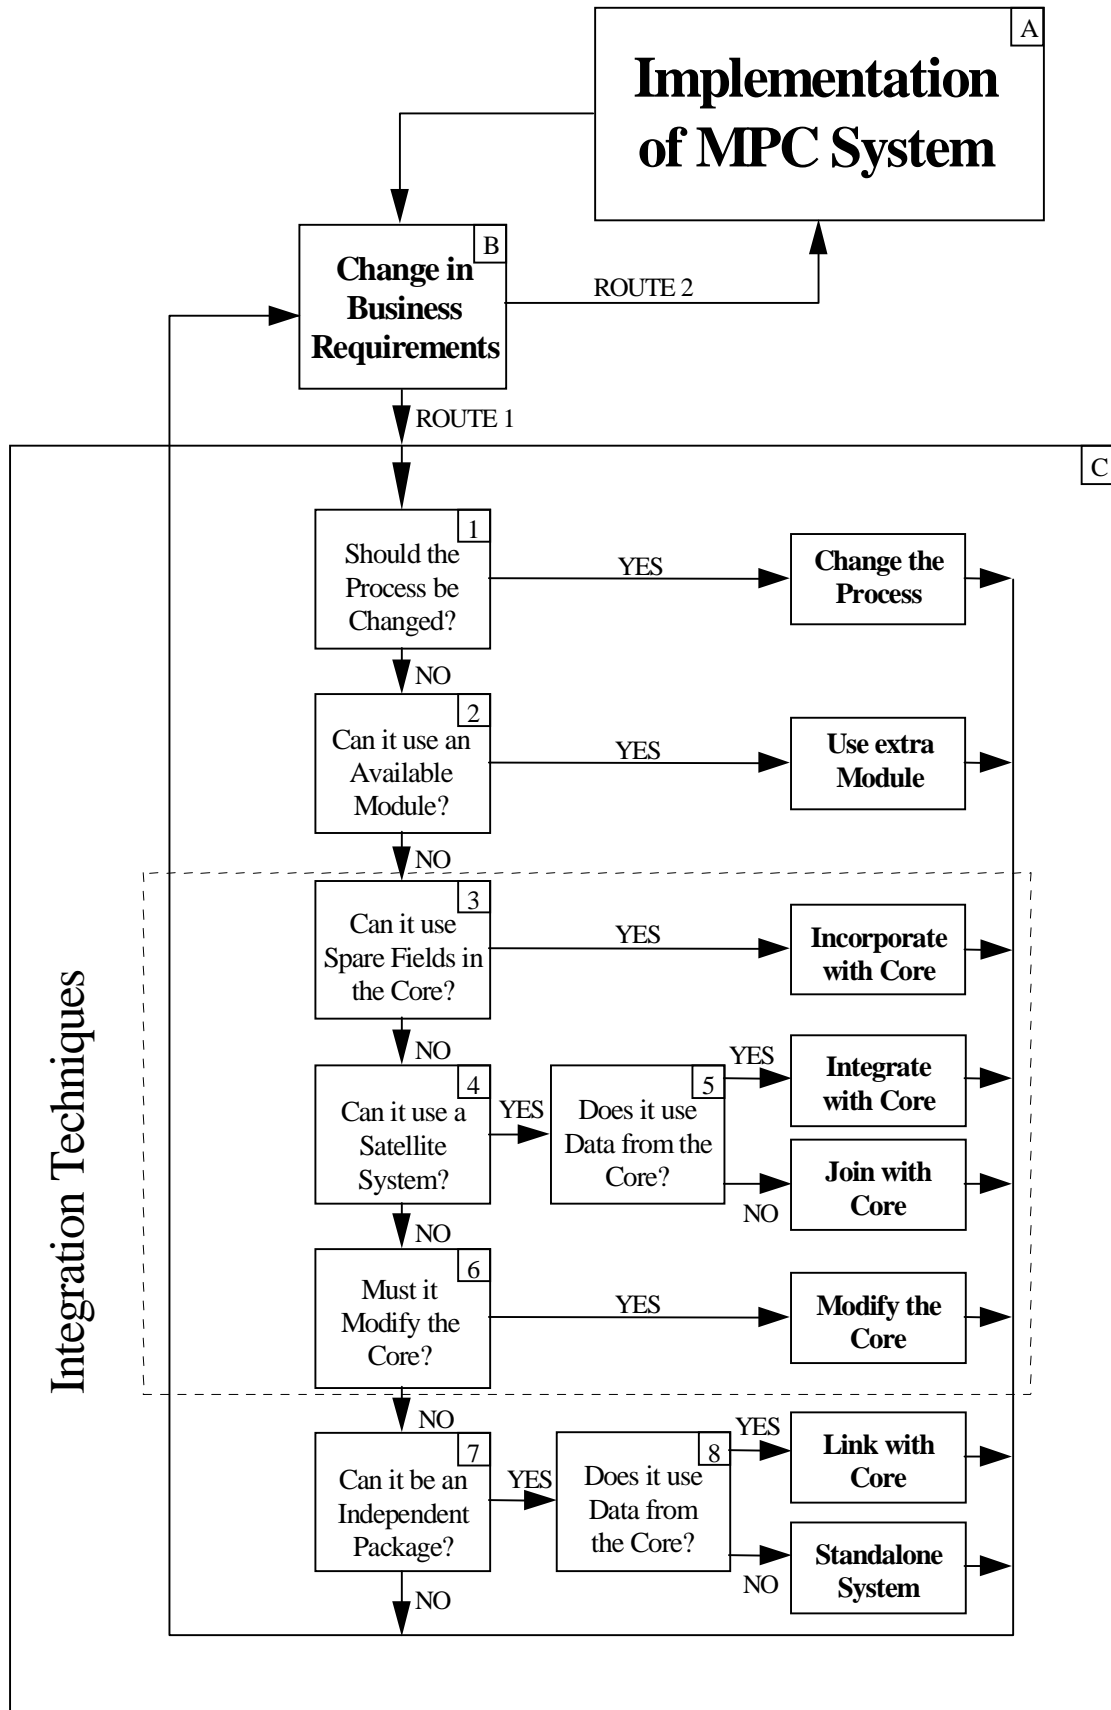 A
Implementation
of MPC System
B
Change in
Business
Requirements
ROUTE 2
ROUTE 1
C
1
Should the
Process be
Changed?
YES
Change the
Process
NO
2
Can it use an
Available
Module?
YES
Use extra
Module
NO
3
Can it use
Spare Fields in
the Core?
YES
Incorporate
with Core
NO
4
Can it use a
Satellite
System?
YES
5
Does it use
Data from the
Core?
YES
Integrate
with Core
NO
Join with
Core
NO
6
Must it
Modify the
Core?
YES
Modify the
Core
NO
7
Can it be an
Independent
Package?
YES
8
Does it use
Data from
the Core?
YES
Link with
Core
NO
Standalone
System
NO
Integration Techniques